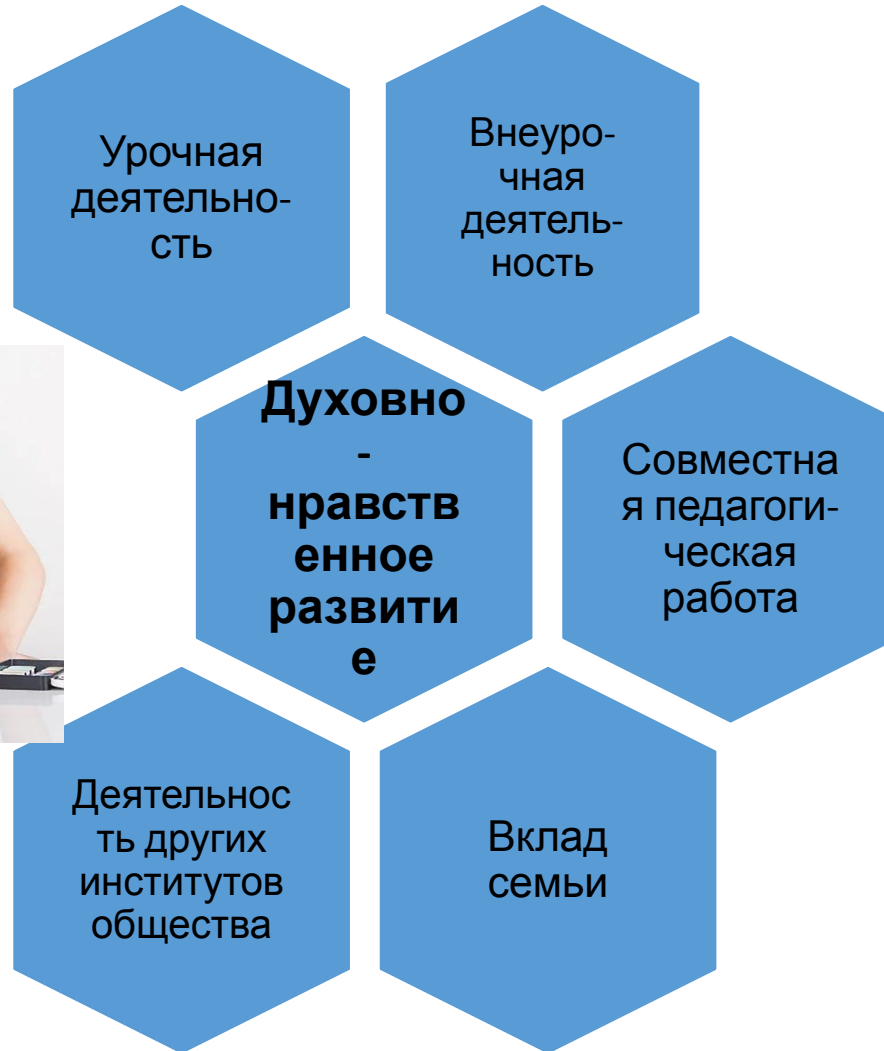 Урочная
деятельно-
сть
Внеуро-
чная
деятель-
ность
Духовно
-
нравств
енное
развити
е
Совместна
я педагоги-
ческая
работа
Деятельнос
ть других
институтов
общества
Вклад
семьи